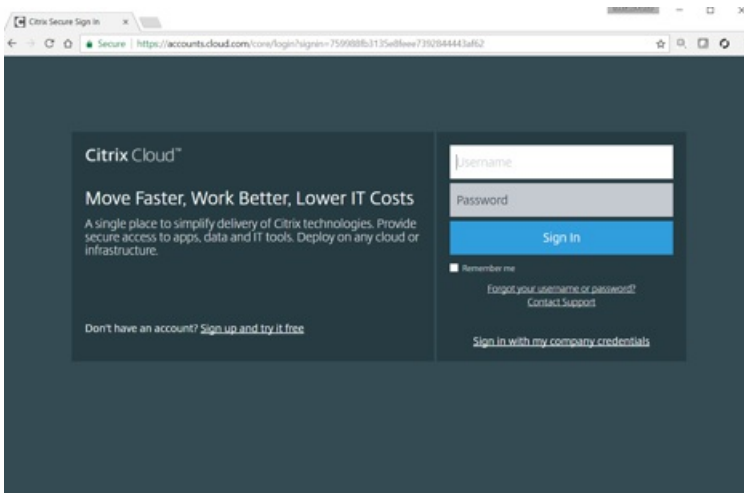 Citrix Secure Sign In
Secure | https://accounts.cloud.com/core/login?signin=759988fb3135e8feee7392844443af62
Citrix Cloud™
Move Faster, Work Better, Lower IT Costs
A single place to simplify delivery of Citrix technologies. Provide
secure access to apps, data and IT tools. Deploy on any cloud or
infrastructure.
Don't have an account? Sign up and try it free
Username
Password
Sign In
Remember me
Forgot your username or password?
Contact Support
Sign in with my company credentials